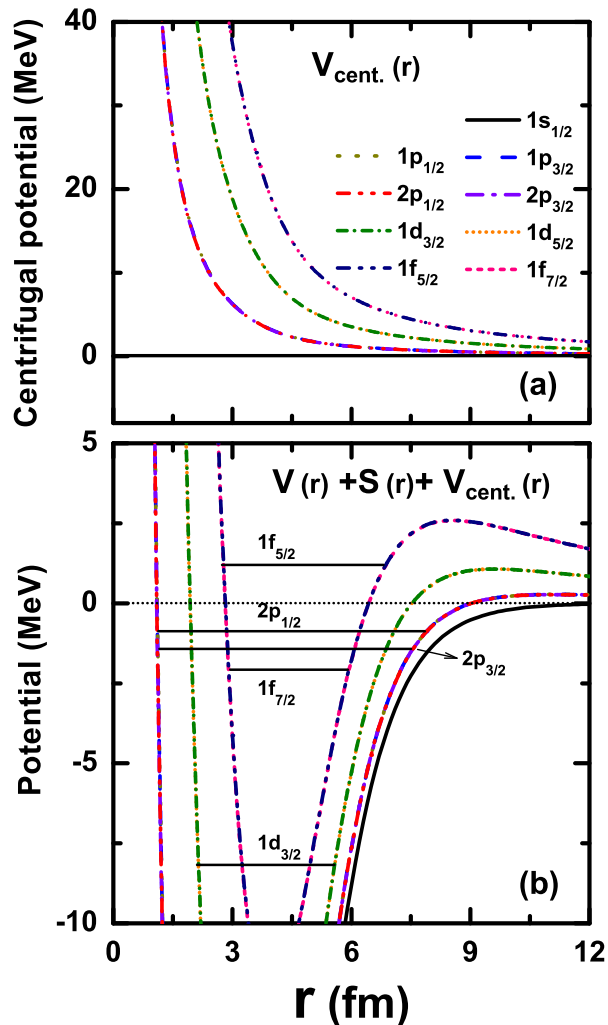 40
20
0
Centrifugal potential (MeV)
V_cent. (r)
1s_1/2
1p_1/2
1p_3/2
2p_1/2
2p_3/2
1d_3/2
1d_5/2
1f_5/2
1f_7/2
(a)
5
0
-5
-10
Potential (MeV)
V (r) +S (r)+ V_cent. (r)
1f_5/2
2p_1/2
2p_3/2
1f_7/2
1d_3/2
(b)
0 3 6 9 12
r (fm)